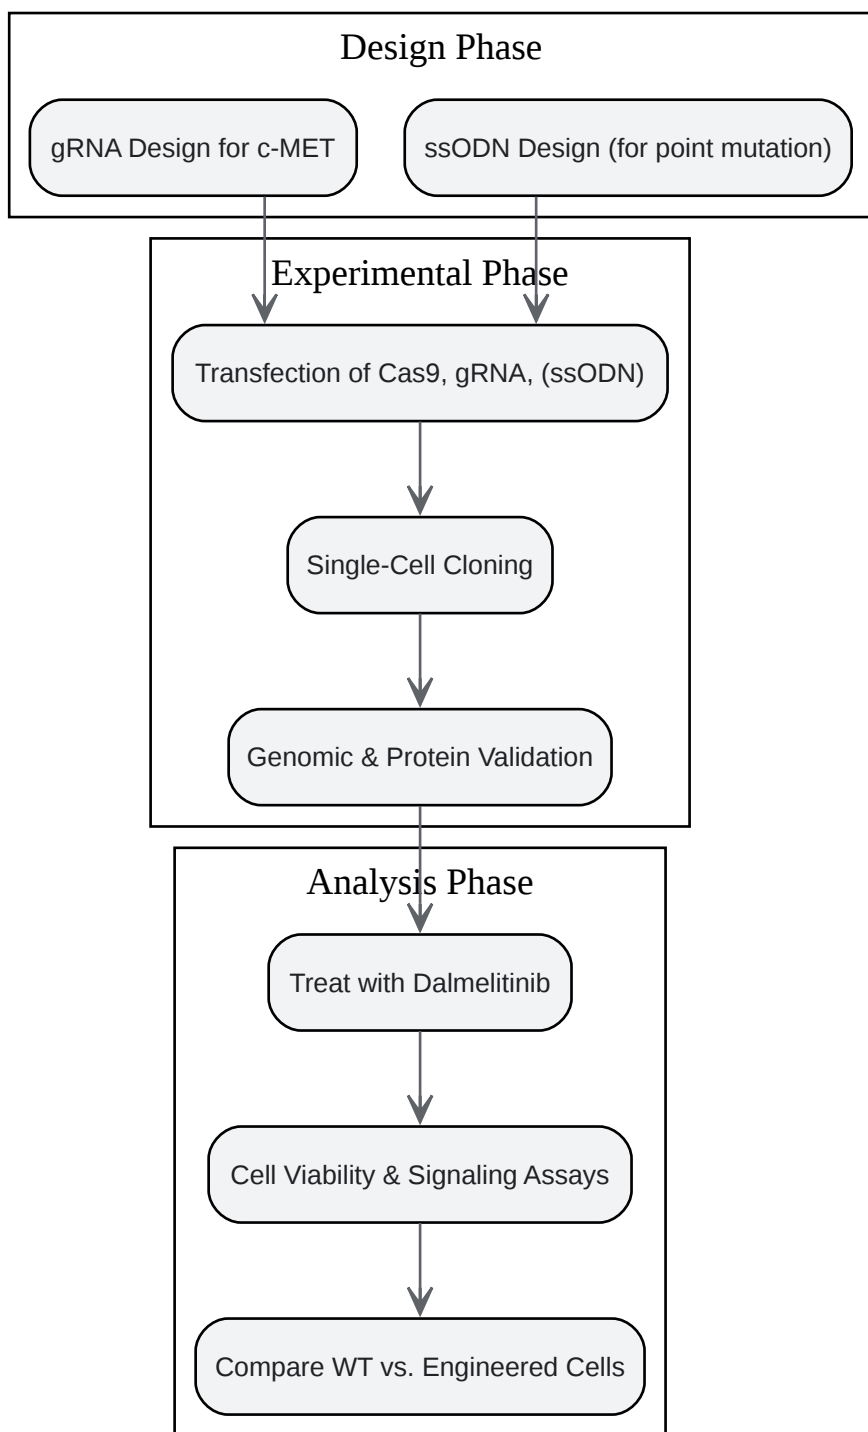 Design Phase
gRNA Design for c-MET
ssODN Design (for point mutation)
Experimental Phase
Transfection of Cas9, gRNA, (ssODN)
Single-Cell Cloning
Genomic & Protein Validation
Analysis Phase
Treat with Dalmelitinib
Cell Viability & Signaling Assays
Compare WT vs. Engineered Cells